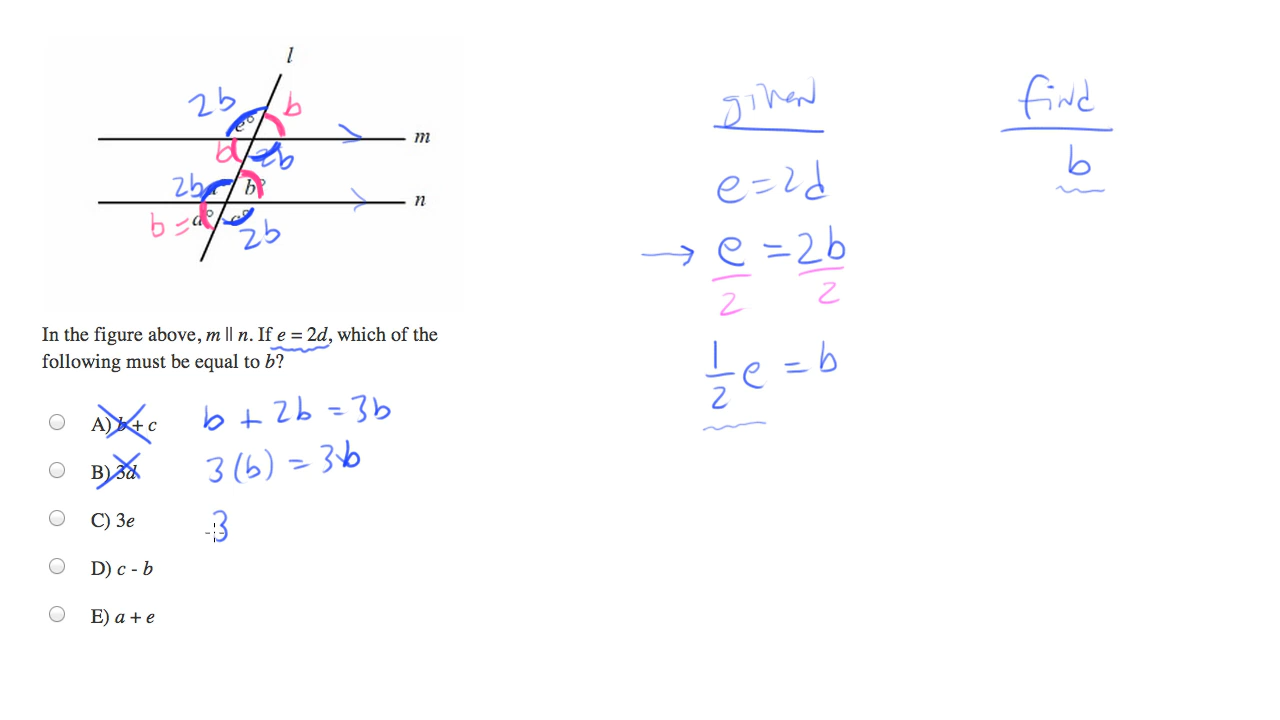 l
2b
b
e°
m
b
2b
2b
b°
n
b = d°
2b
given
find
e = 2d
b
→ e = 2b
2 2
1/2 e = b
In the figure above, m || n. If e = 2d, which of the
following must be equal to b?
A) b + c b + 2b = 3b
B) 3d 3(b) = 3b
C) 3e 3
D) c - b
E) a + e